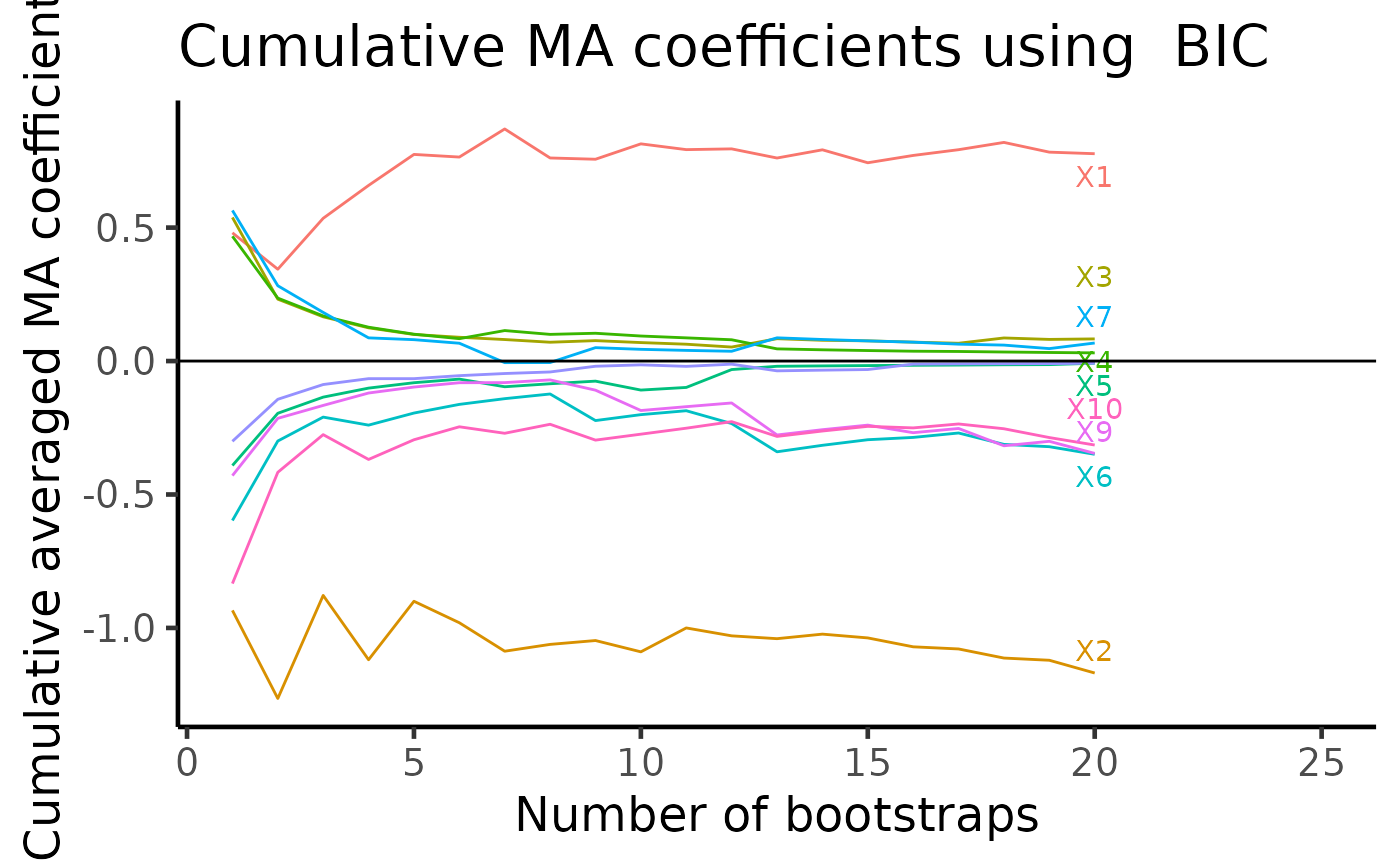 Cumulative MA coefficients using  BIC
Cumulative averaged MA coefficient
0.5
0.0
-0.5
-1.0
X1
X3
X7
X4
X5
X10
X9
X6
X2
0
5
10
15
20
25
Number of bootstraps